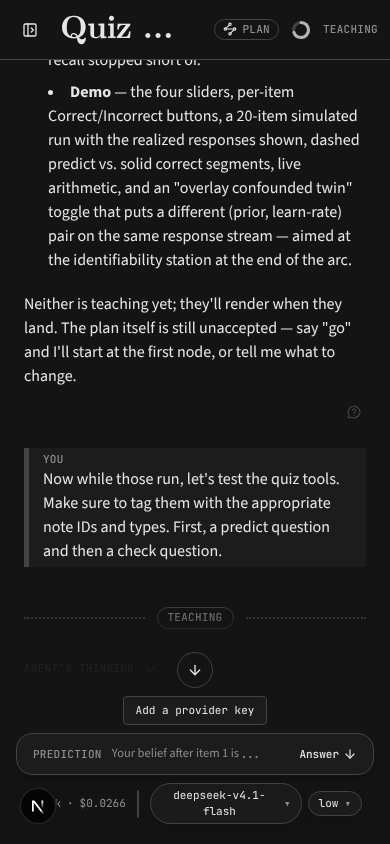 Quiz ...
PLAN
TEACHING
recall stopped short of.
• Demo — the four sliders, per-item
Correct/Incorrect buttons, a 20-item simulated
run with the realized responses shown, dashed
predict vs. solid correct segments, live
arithmetic, and an "overlay confounded twin"
toggle that puts a different (prior, learn-rate)
pair on the same response stream — aimed at
the identifiability station at the end of the arc.
Neither is teaching yet; they'll render when they
land. The plan itself is still unaccepted — say "go"
and I'll start at the first node, or tell me what to
change.
YOU
Now while those run, let's test the quiz tools.
Make sure to tag them with the appropriate
note IDs and types. First, a predict question
and then a check question.
TEACHING
AGENT'S THINKING
Add a provider key
PREDICTION Your belief after item 1 is ... Answer
N
k · $0.0266
deepseek-v4.1-
flash
low